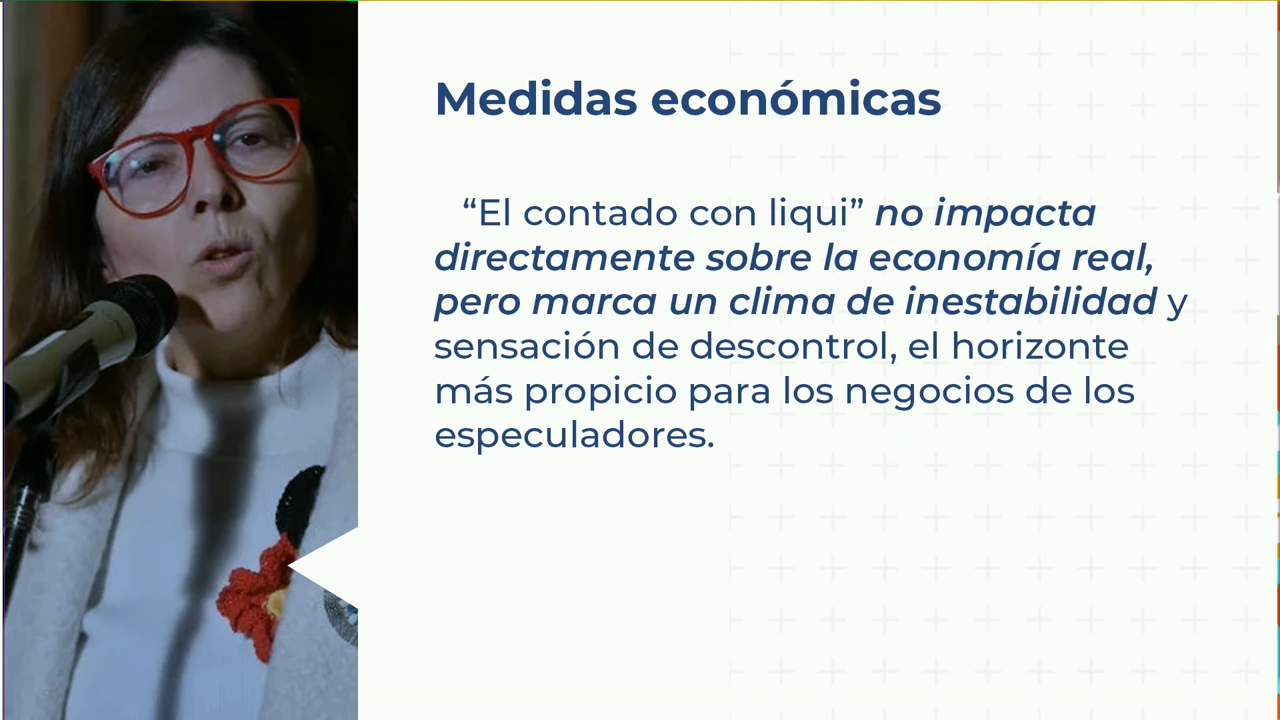 Medidas económicas
“El contado con liqui” no impacta
directamente sobre la economía real,
pero marca un clima de inestabilidad y
sensación de descontrol, el horizonte
más propicio para los negocios de los
especuladores.